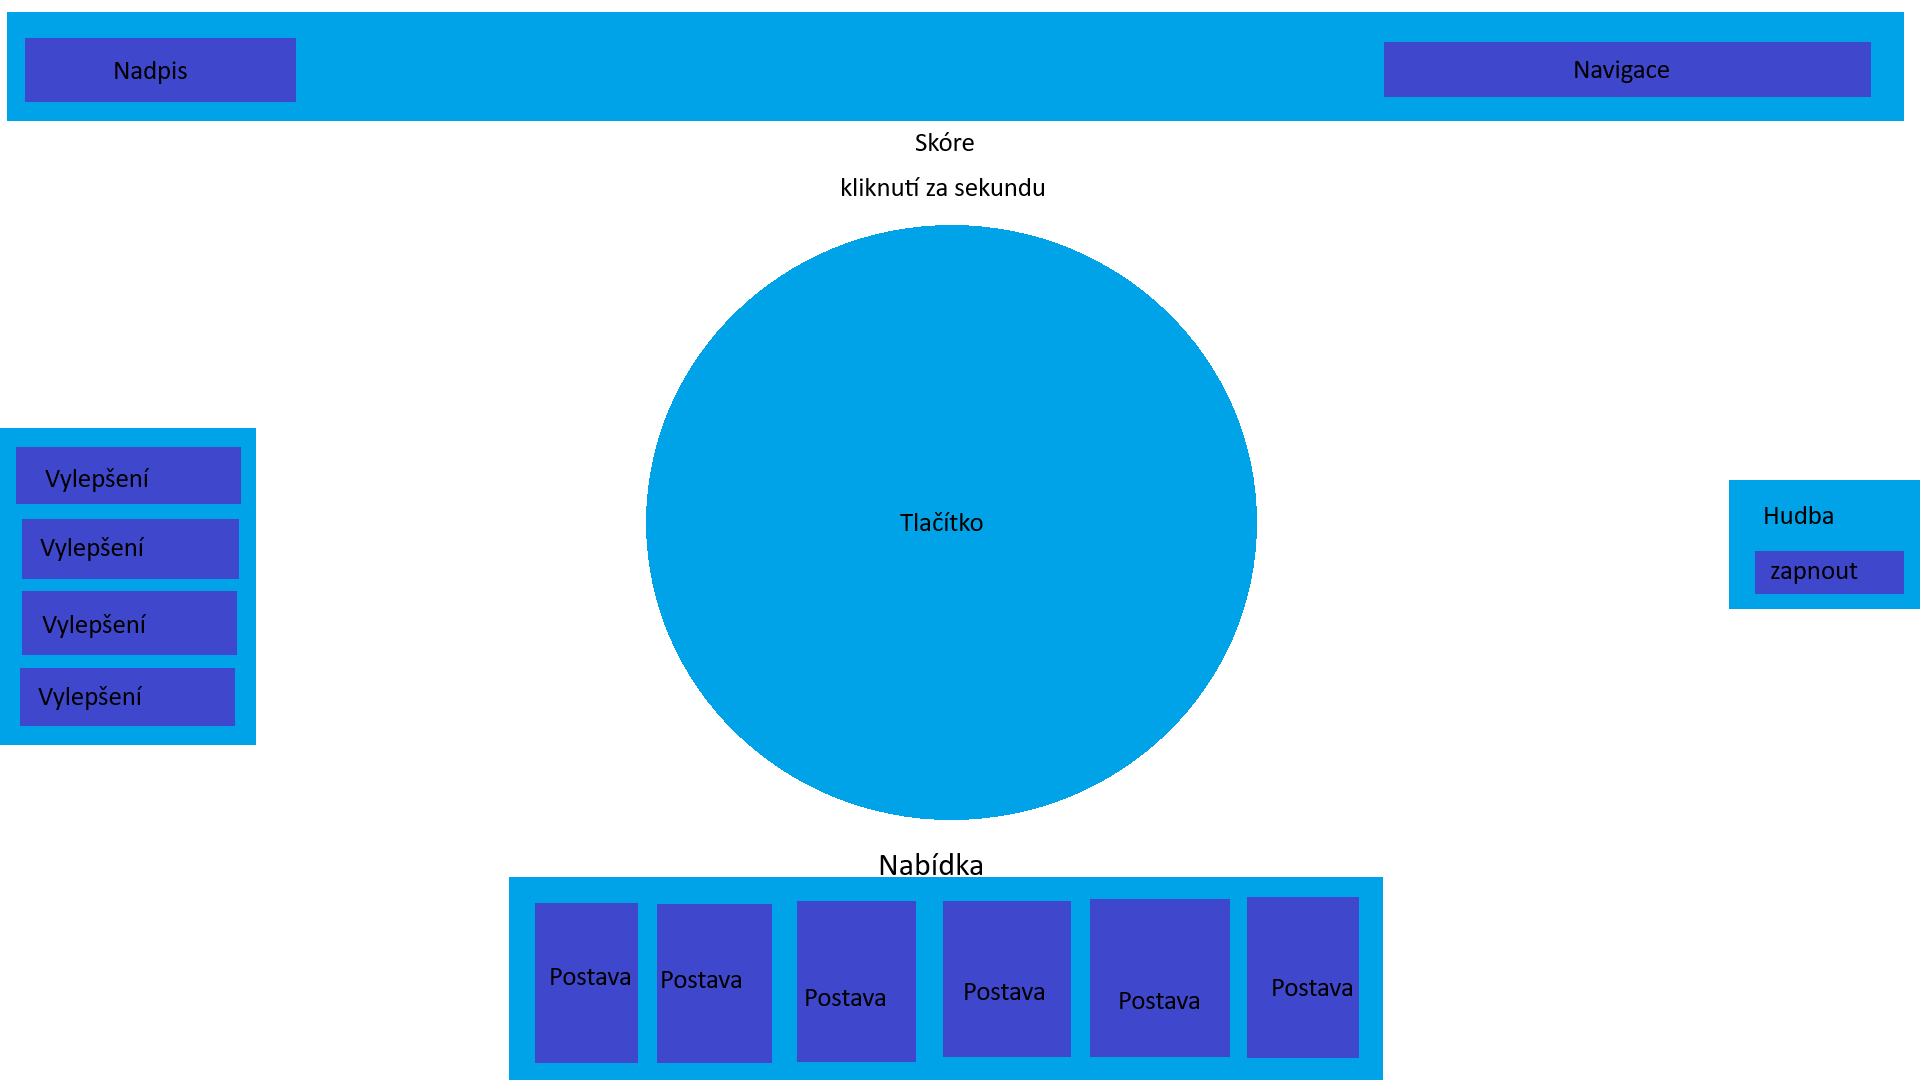 Nadpis
Navigace
Skóre
kliknutí za sekundu
Tlačítko
Vylepšení
Vylepšení
Vylepšení
Vylepšení
Hudba
zapnout
Nabídka
Postava
Postava
Postava
Postava
Postava
Postava